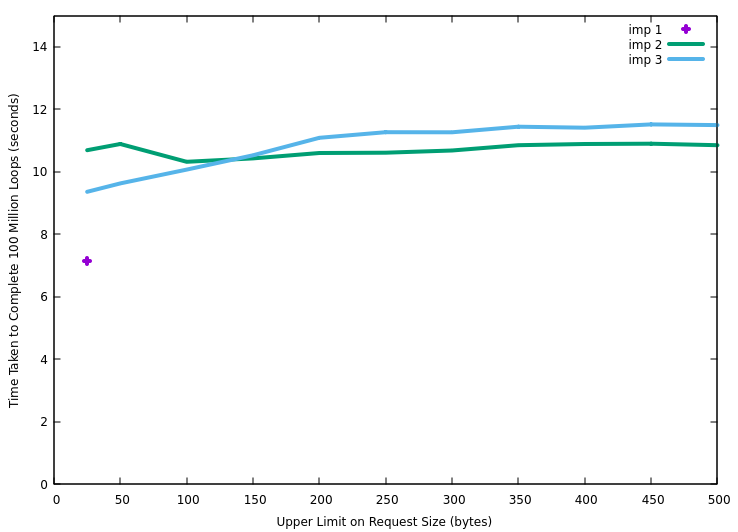 imp 1
imp 2
imp 3
14
12
10
8
6
4
2
0
Time Taken to Complete 100 Million Loops (seconds)
0 50 100 150 200 250 300 350 400 450 500
Upper Limit on Request Size (bytes)